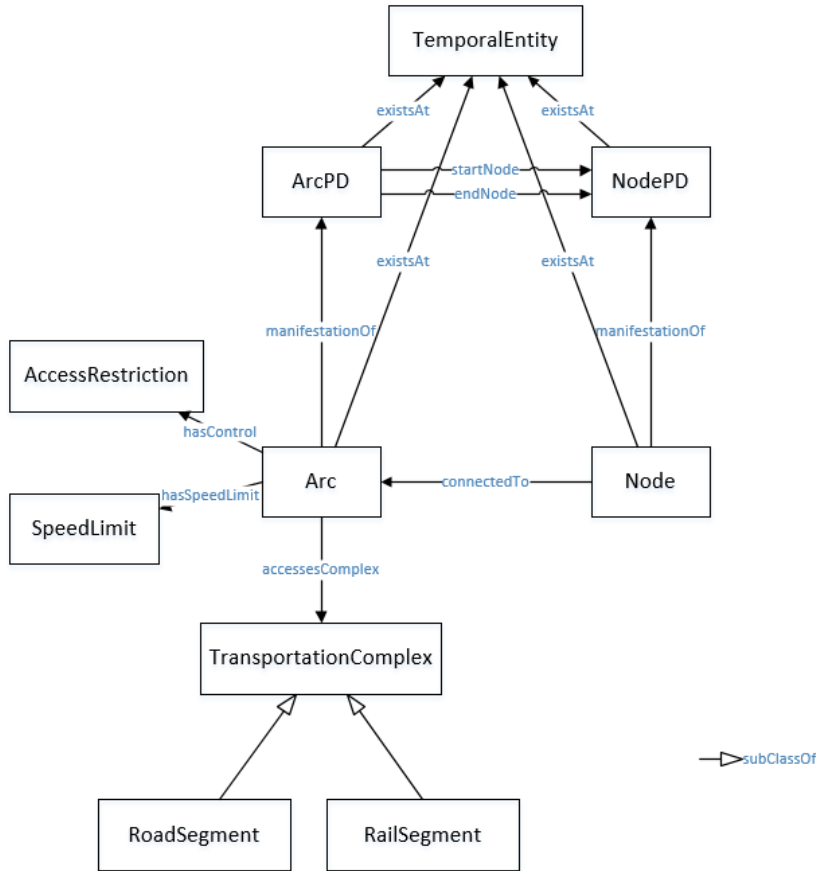 TemporalEntity
existsAt
existsAt
ArcPD
startNode
endNode
NodePD
existsAt
existsAt
manifestationOf
manifestationOf
AccessRestriction
hasControl
Arc
connectedTo
Node
hasSpeedLimit
SpeedLimit
accessesComplex
TransportationComplex
subClassOf
RoadSegment
RailSegment